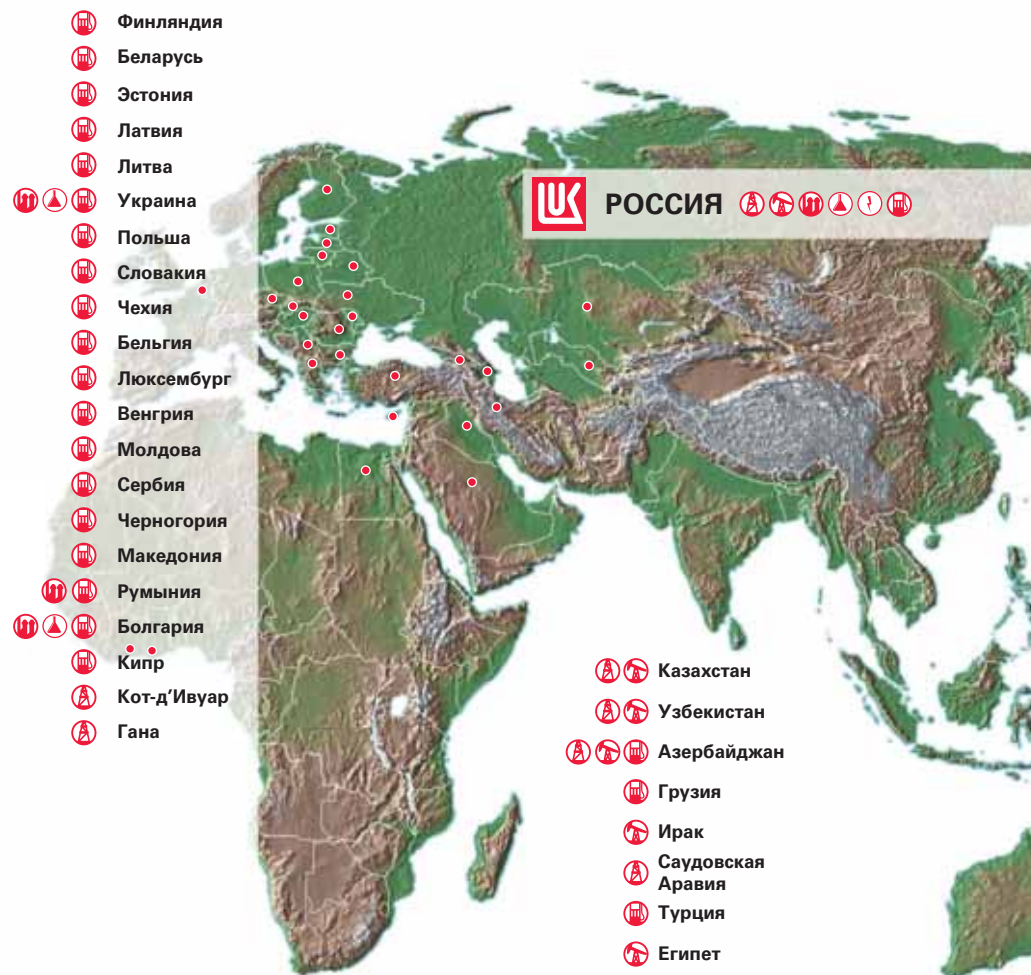 Финляндия
Беларусь
Эстония
Латвия
Литва
Украина
Польша
Словакия
Чехия
Бельгия
Люксембург
Венгрия
Молдова
Сербия
Черногория
Македония
Румыния
Болгария
Кипр
Кот-д'Ивуар
Гана
LUK
РОССИЯ
Казахстан
Узбекистан
Азербайджан
Грузия
Ирак
Саудовская
Аравия
Турция
Египет